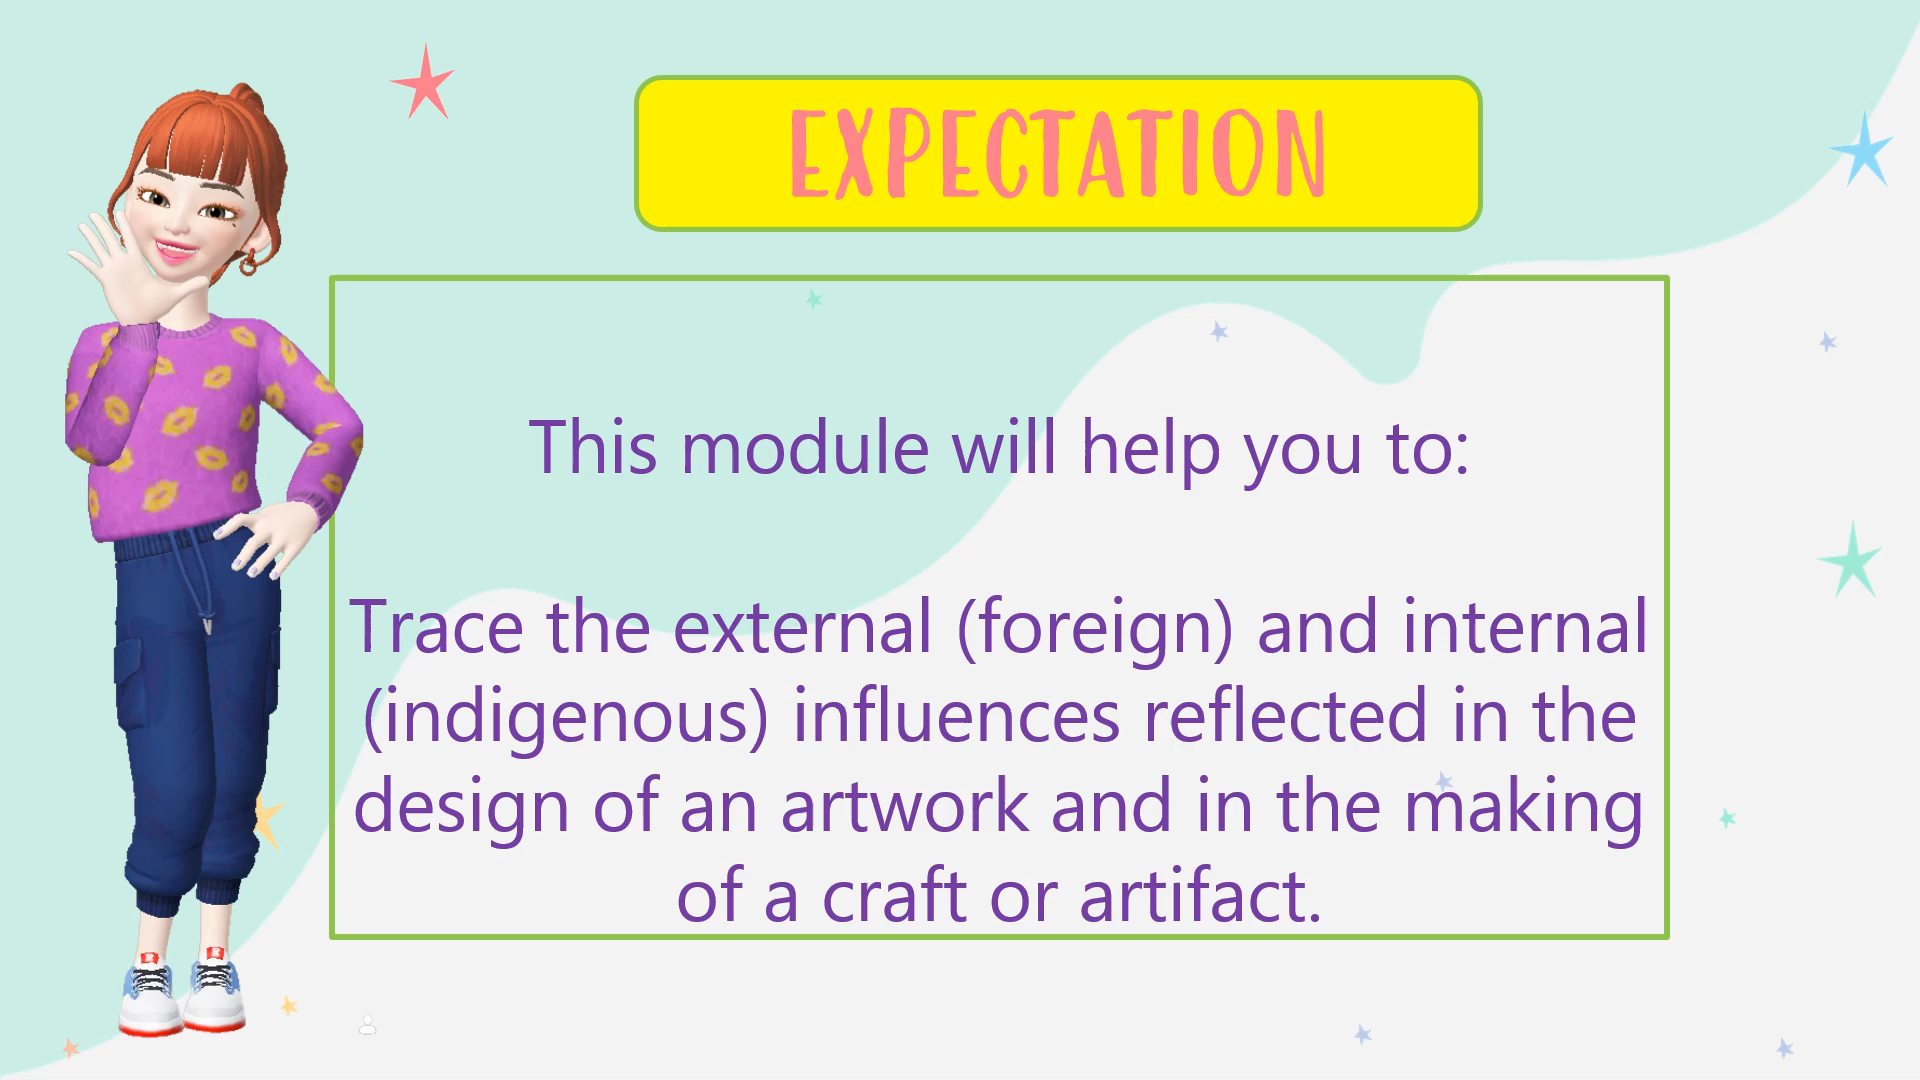 EXPECTATION
This module will help you to:
Trace the external (foreign) and internal
(indigenous) influences reflected in the
design of an artwork and in the making
of a craft or artifact.